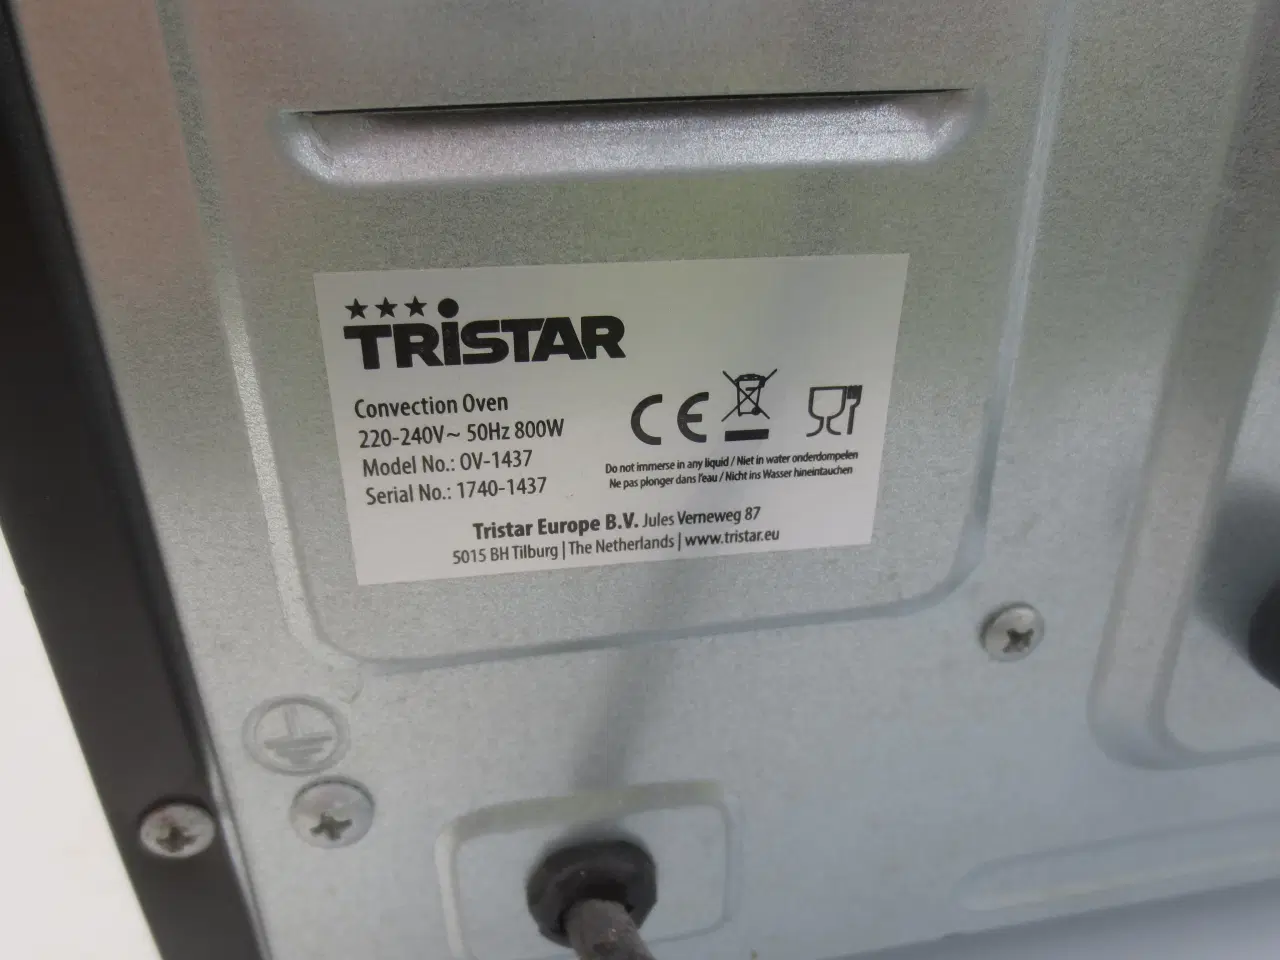 TRiSTAR
Convection Oven
220-240V~ 50Hz 800W
Model No.: OV-1437
Serial No.: 1740-1437
CE
Do not immerse in any liquid / Niet in water onderdompelen
Ne pas plonger dans l'eau / Nicht ins Wasser hineintauchen
Tristar Europe B.V. Jules Verneweg 87
5015 BH Tilburg | The Netherlands | www.tristar.eu